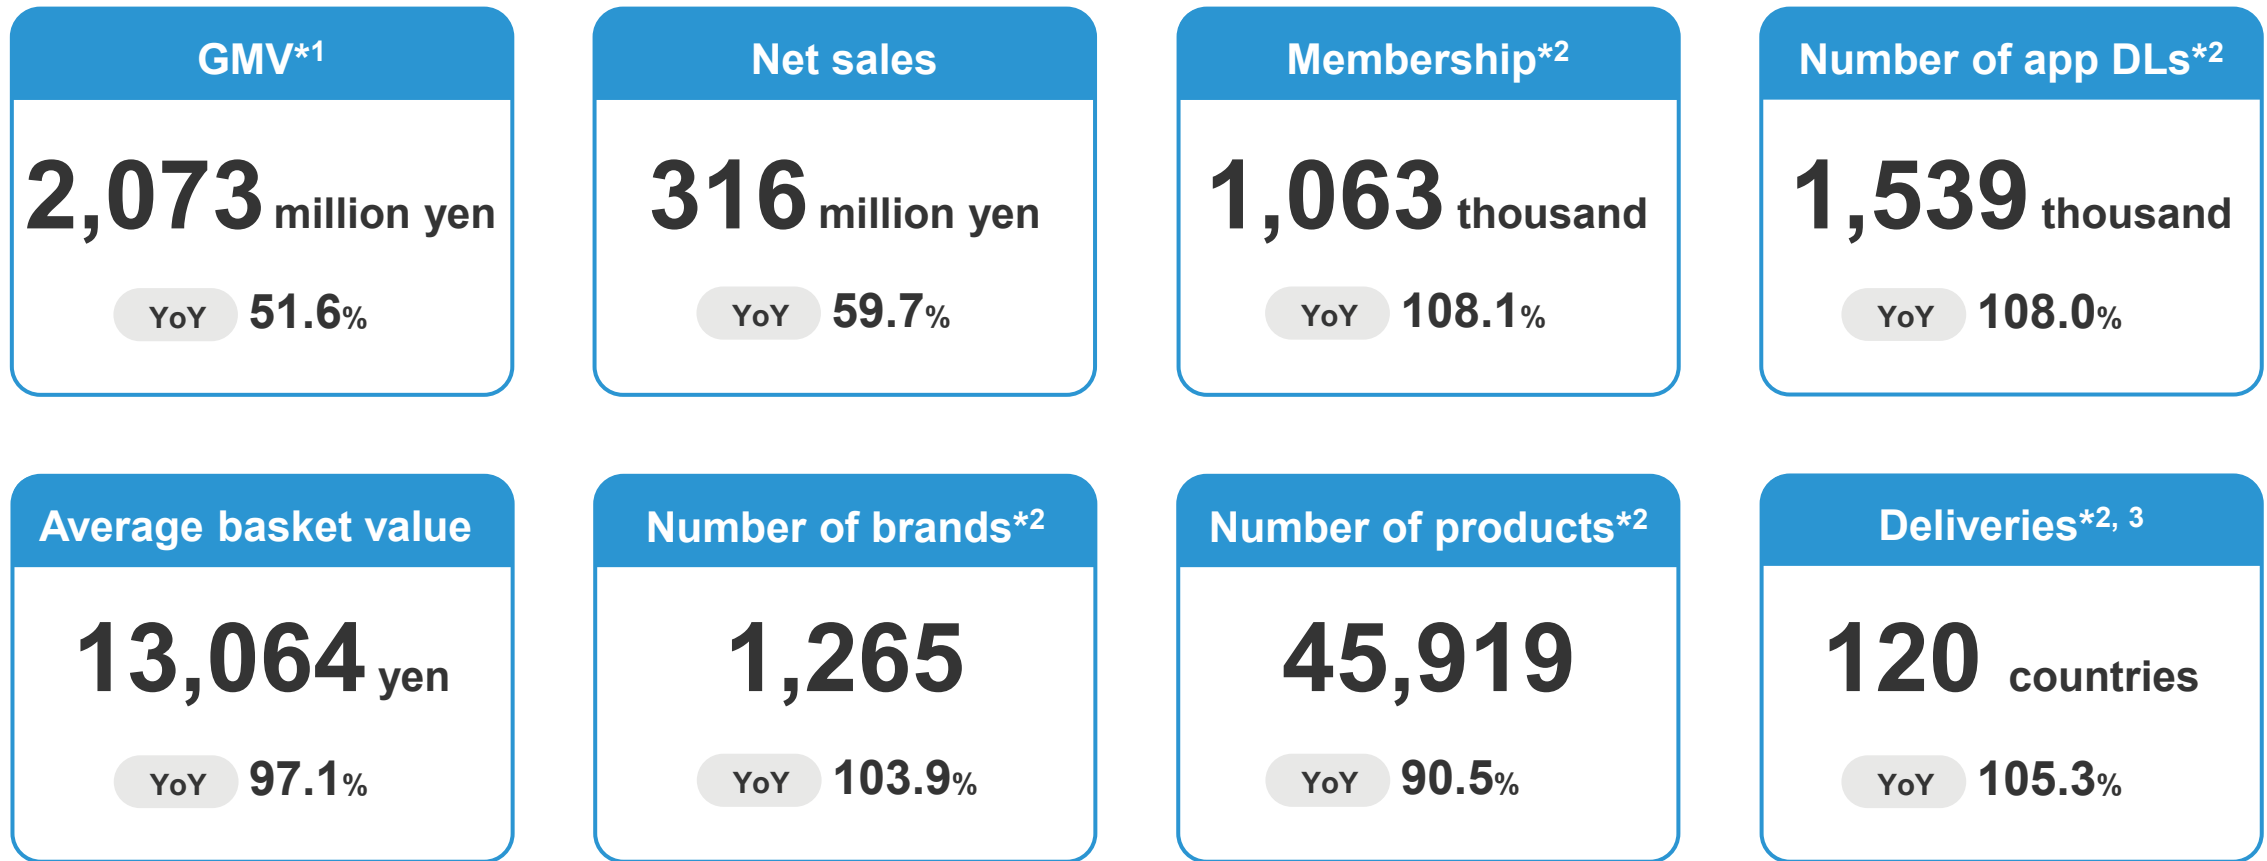 GMV*1
2,073 million yen
YoY 51.6%
Net sales
316 million yen
YoY 59.7%
Membership*2
1,063 thousand
YoY 108.1%
Number of app DLs*2
1,539 thousand
YoY 108.0%
Average basket value
13,064 yen
YoY 97.1%
Number of brands*2
1,265
YoY 103.9%
Number of products*2
45,919
YoY 90.5%
Deliveries*2, 3
120 countries
YoY 105.3%